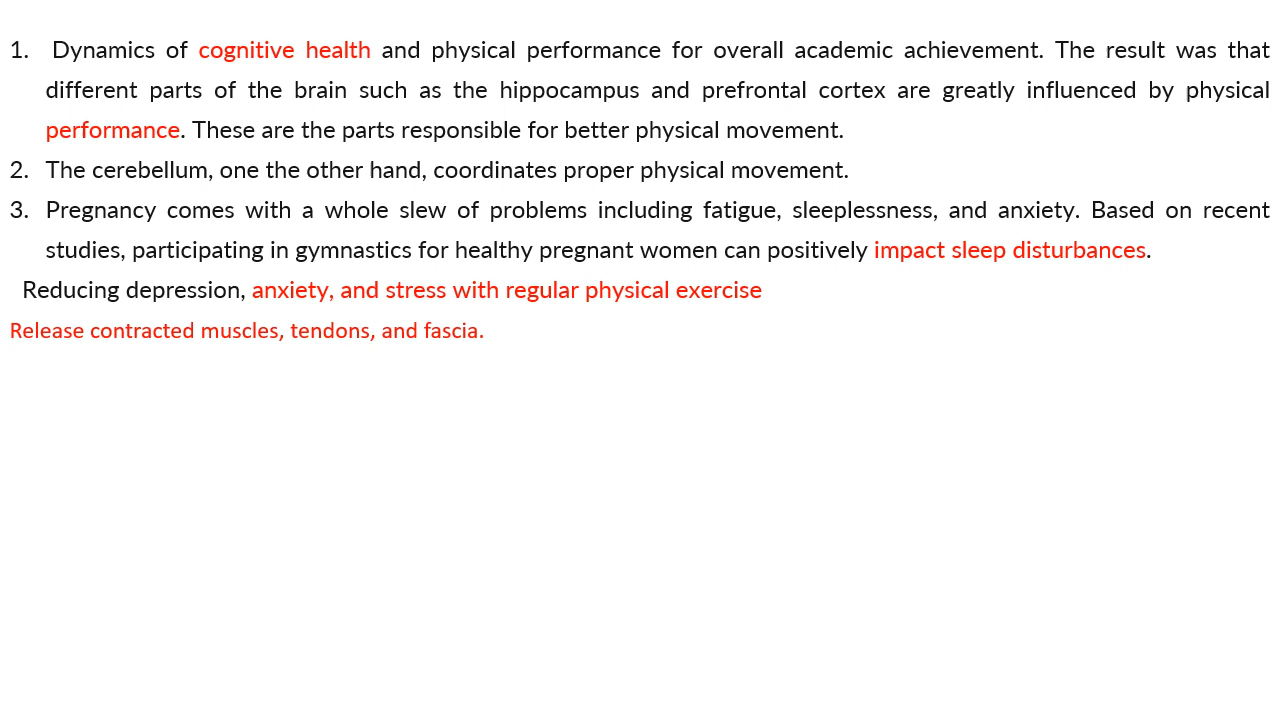 1. Dynamics of cognitive health and physical performance for overall academic achievement. The result was that
different parts of the brain such as the hippocampus and prefrontal cortex are greatly influenced by physical
performance. These are the parts responsible for better physical movement.
2. The cerebellum, one the other hand, coordinates proper physical movement.
3. Pregnancy comes with a whole slew of problems including fatigue, sleeplessness, and anxiety. Based on recent
studies, participating in gymnastics for healthy pregnant women can positively impact sleep disturbances.
Reducing depression, anxiety, and stress with regular physical exercise
Release contracted muscles, tendons, and fascia.